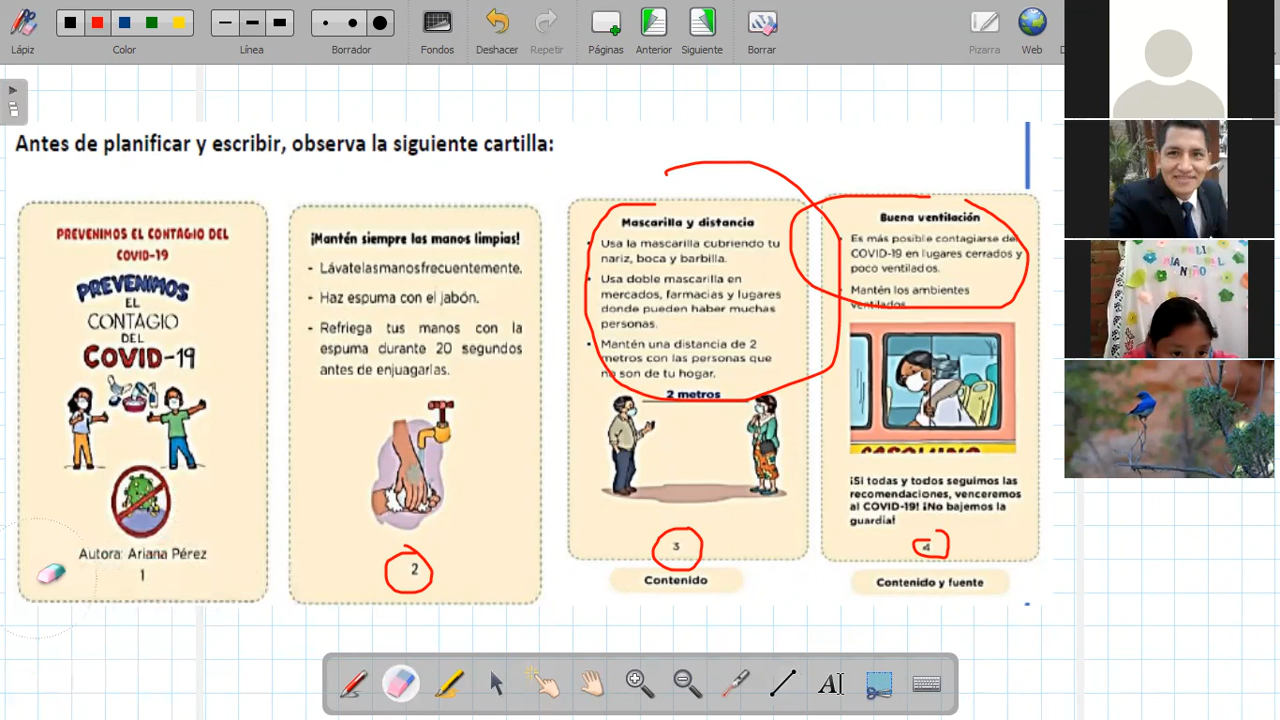 Lápiz
Color
Línea
Borrador
Fondos
Deshacer
Repetir
Páginas
Anterior
Siguiente
Borrar
Pizarra
Web
Antes de planificar y escribir, observa la siguiente cartilla:
PREVENIMOS EL CONTAGIO DEL
COVID-19
PREVENIMOS
EL
CONTAGIO
DEL
COVID-19
Autora: Ariana Pérez
1
¡Mantén siempre las manos limpias!
- Lávatelasmanosfrecuentemente.
- Haz espuma con el jabón.
- Refriega tus manos con la
espuma durante 20 segundos
antes de enjuagarlas.
2
Mascarilla y distancia
• Usa la mascarilla cubriendo tu
nariz, boca y barbilla.
• Usa doble mascarilla en
mercados, farmacias y lugares
donde pueden haber muchas
personas.
• Mantén una distancia de 2
metros con las personas que
no son de tu hogar.
2 metros
3
Contenido
Buena ventilación
• Es más posible contagiarse del
COVID-19 en lugares cerrados y
poco ventilados.
• Mantén los ambientes
ventilados.
¡Si todas y todos seguimos las
recomendaciones, venceremos
al COVID-19! ¡No bajemos la
guardia!
4
Contenido y fuente
FELIZ
DÍA DEL
NIÑO